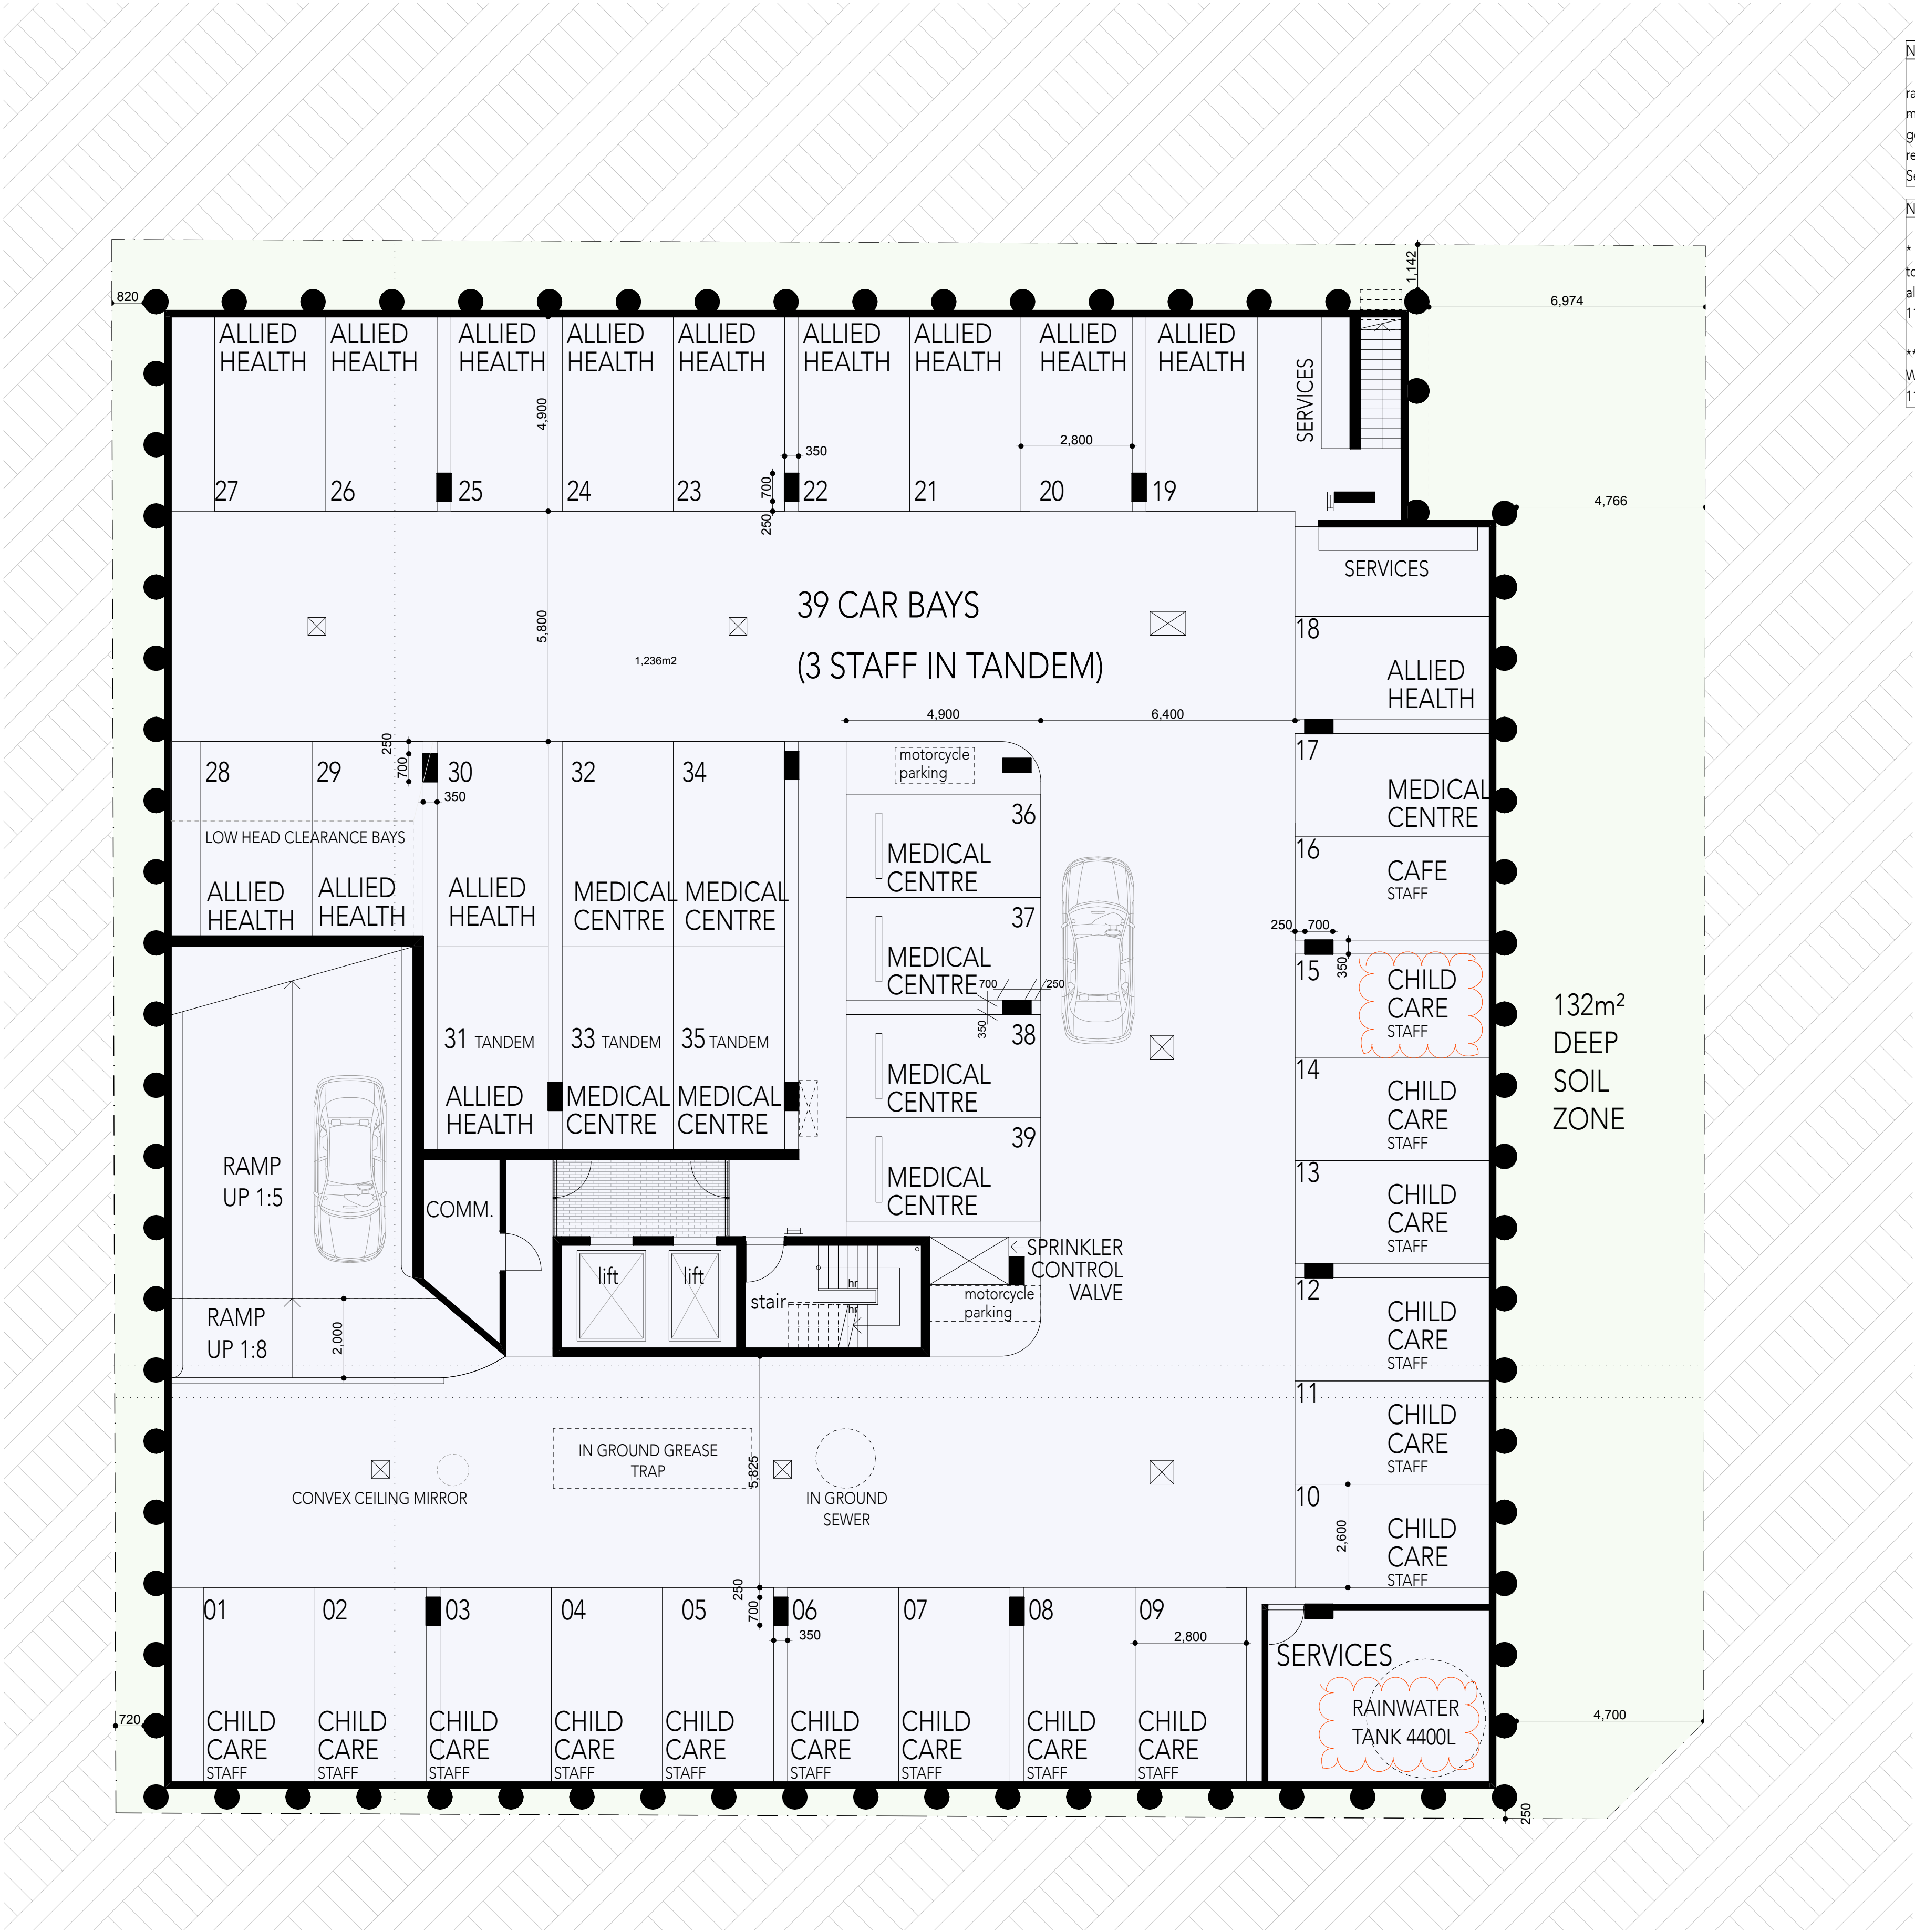 N
ra
m
g
re
S
N
*
to
al
1
**
W
1
1,142
820
6,974
ALLIED HEALTH
27
ALLIED HEALTH
26
ALLIED HEALTH
25
ALLIED HEALTH
24
ALLIED HEALTH
23
ALLIED HEALTH
22
ALLIED HEALTH
21
ALLIED HEALTH
20
ALLIED HEALTH
19
SERVICES
4,900
350
700
250
2,800
4,766
SERVICES
39 CAR BAYS
(3 STAFF IN TANDEM)
1,236m2
5,800
4,900
6,400
18
ALLIED
HEALTH
17
MEDICAL
CENTRE
16
CAFE
STAFF
250
700
350
15
CHILD
CARE
STAFF
14
CHILD
CARE
STAFF
13
CHILD
CARE
STAFF
12
CHILD
CARE
STAFF
11
CHILD
CARE
STAFF
10
CHILD
CARE
STAFF
2,600
132m²
DEEP
SOIL
ZONE
28
29
250
700
350
30
32
34
LOW HEAD CLEARANCE BAYS
ALLIED
HEALTH
ALLIED
HEALTH
ALLIED
HEALTH
MEDICAL
CENTRE
MEDICAL
CENTRE
31 TANDEM
33 TANDEM
35 TANDEM
ALLIED
HEALTH
MEDICAL
CENTRE
MEDICAL
CENTRE
motorcycle
parking
36
MEDICAL
CENTRE
37
MEDICAL
CENTRE
700
250
350
38
MEDICAL
CENTRE
39
MEDICAL
CENTRE
RAMP
UP 1:5
COMM.
RAMP
UP 1:8
2,000
lift
lift
stair
hr
hr
SPRINKLER
CONTROL
VALVE
motorcycle
parking
IN GROUND GREASE
TRAP
5,825
CONVEX CEILING MIRROR
IN GROUND
SEWER
250
700
350
2,800
01
CHILD
CARE
STAFF
02
CHILD
CARE
STAFF
03
CHILD
CARE
STAFF
04
CHILD
CARE
STAFF
05
CHILD
CARE
STAFF
06
CHILD
CARE
STAFF
07
CHILD
CARE
STAFF
08
CHILD
CARE
STAFF
09
CHILD
CARE
STAFF
SERVICES
RAINWATER
TANK 4400L
720
4,700
250